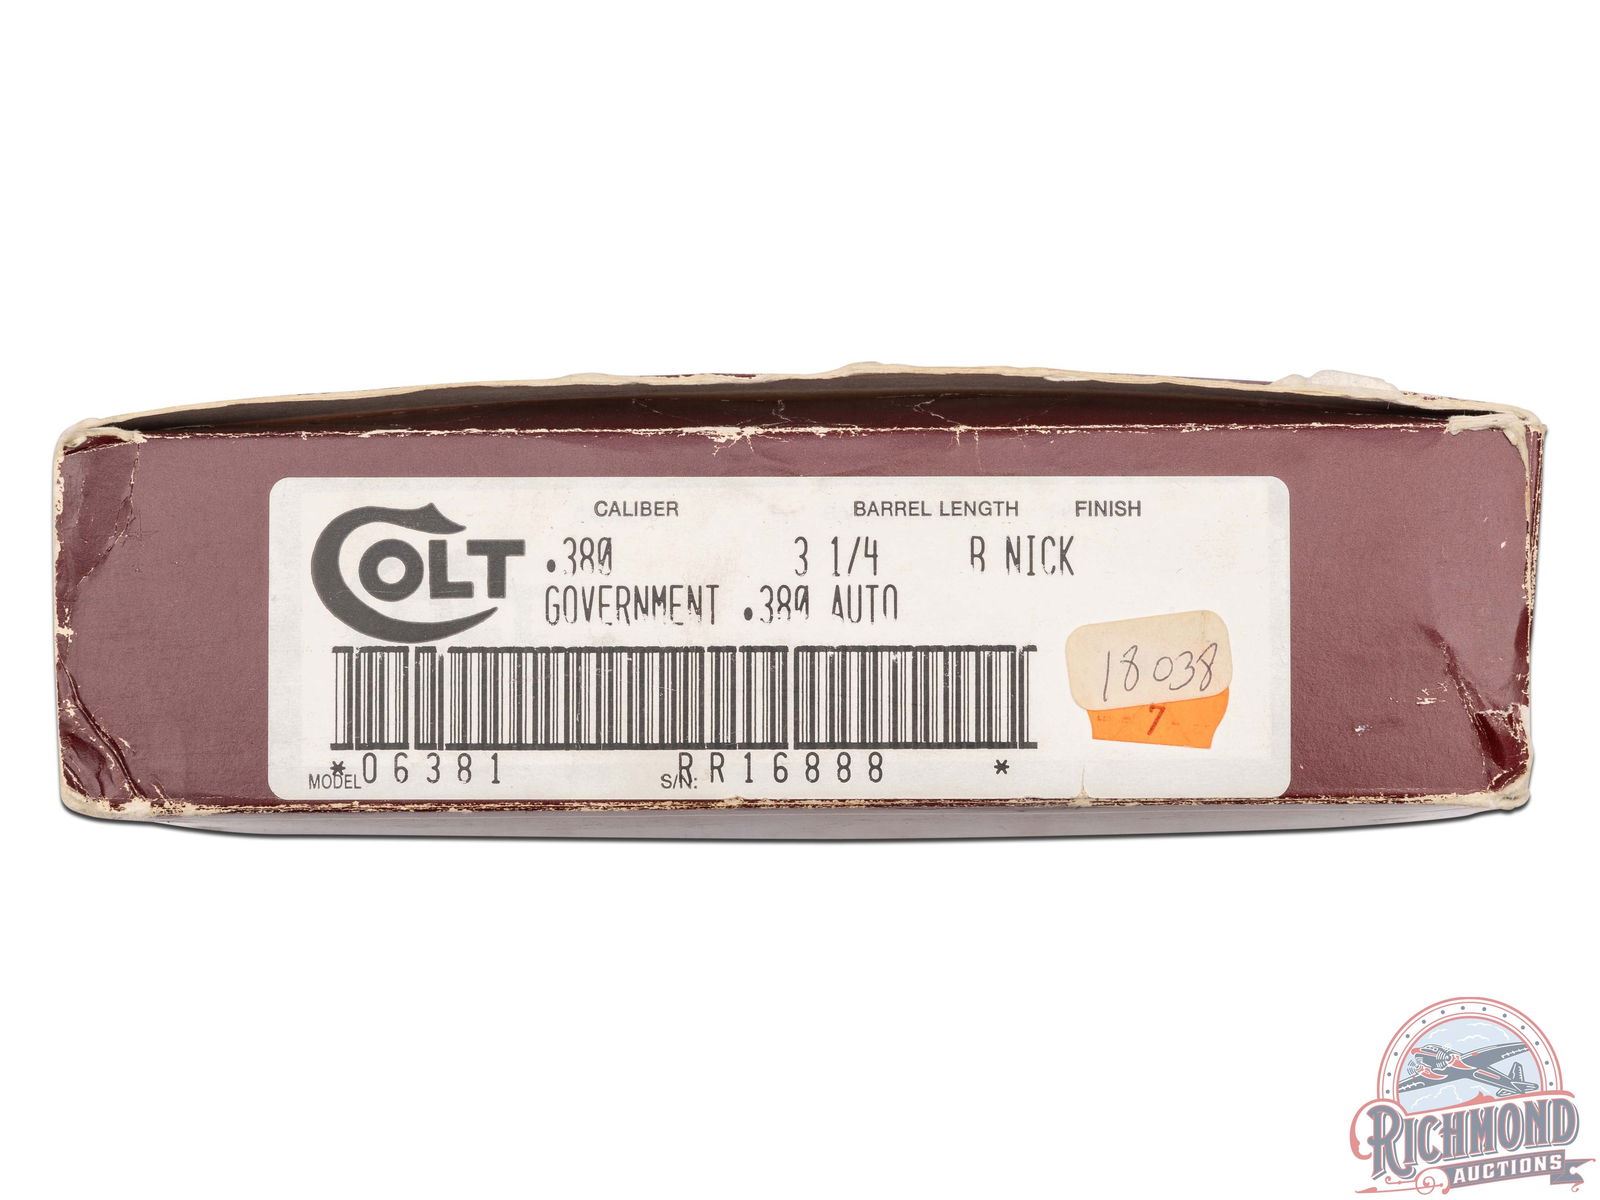 COLT
CALIBER BARREL LENGTH FINISH
.380 3 1/4 B NICK
GOVERNMENT .380 AUTO
18038
7
MODEL *06381 S/N: RR16888 *
RICHMOND
AUCTIONS